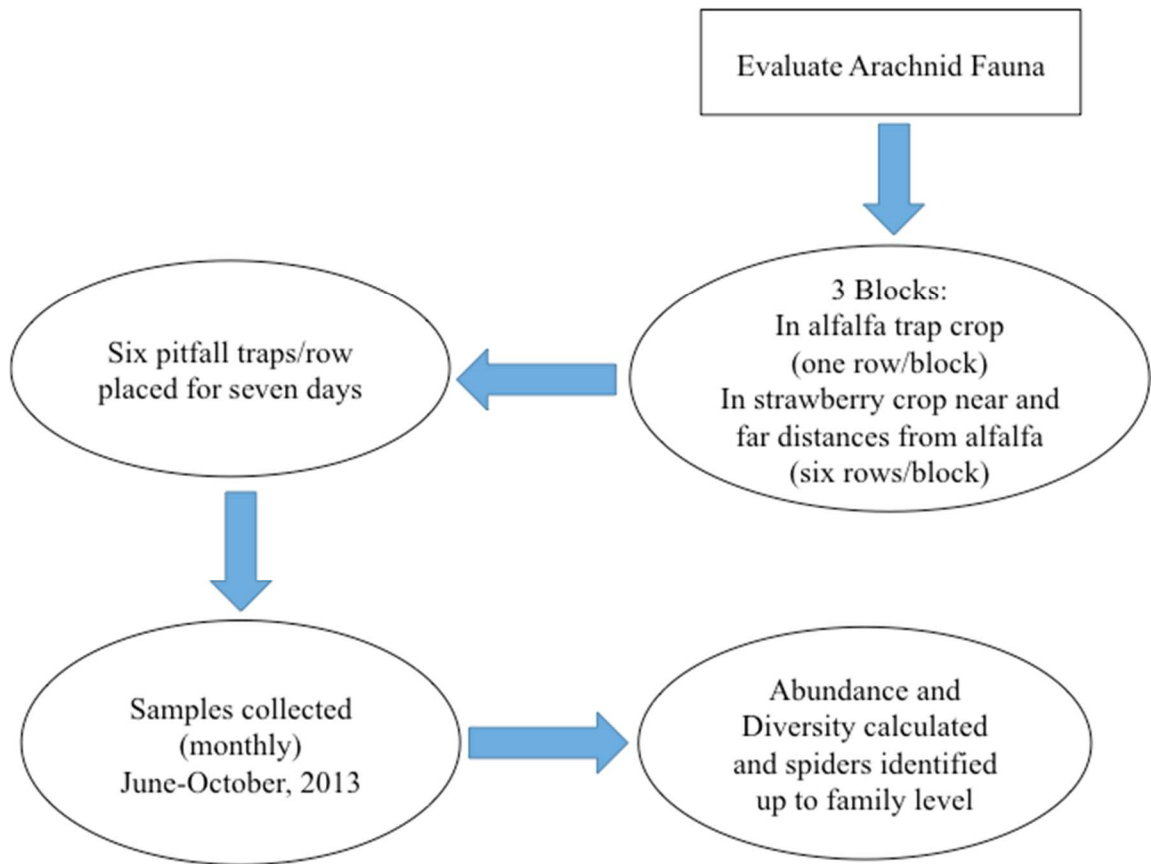 Evaluate Arachnid Fauna
3 Blocks:
In alfalfa trap crop
(one row/block)
In strawberry crop near and
far distances from alfalfa
(six rows/block)
Six pitfall traps/row
placed for seven days
Samples collected
(monthly)
June-October, 2013
Abundance and
Diversity calculated
and spiders identified
up to family level